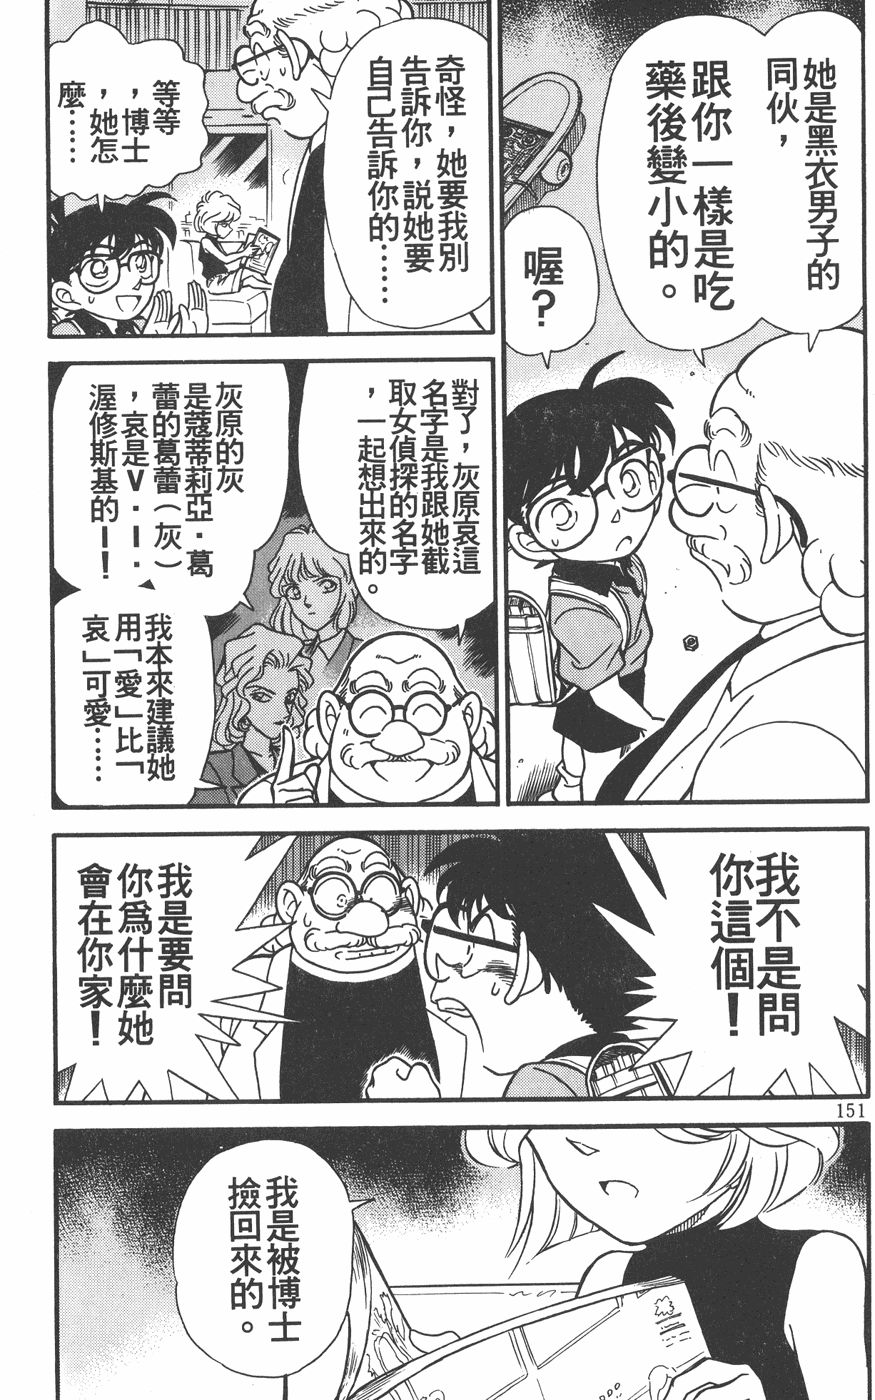 等等
，博士
，她怎
麼……
奇怪，她要我別
告訴你，說她要
自己告訴你的……
她是黑衣男子的
同伙，
跟你一樣是吃
藥後變小的。
喔？
對了，灰原哀這
名字是我跟她截
取女偵探的名字
，一起想出來的。
灰原的灰
是蔻蒂莉亞．葛
蕾的葛蕾（灰）
，哀是V．I．
渥修斯基的I！
我本來建議她
用「愛」比「
哀」可愛……
我不是問
你這個！
我是要問
你爲什麼她
會在你家！
151
我是被博士
撿回來的。